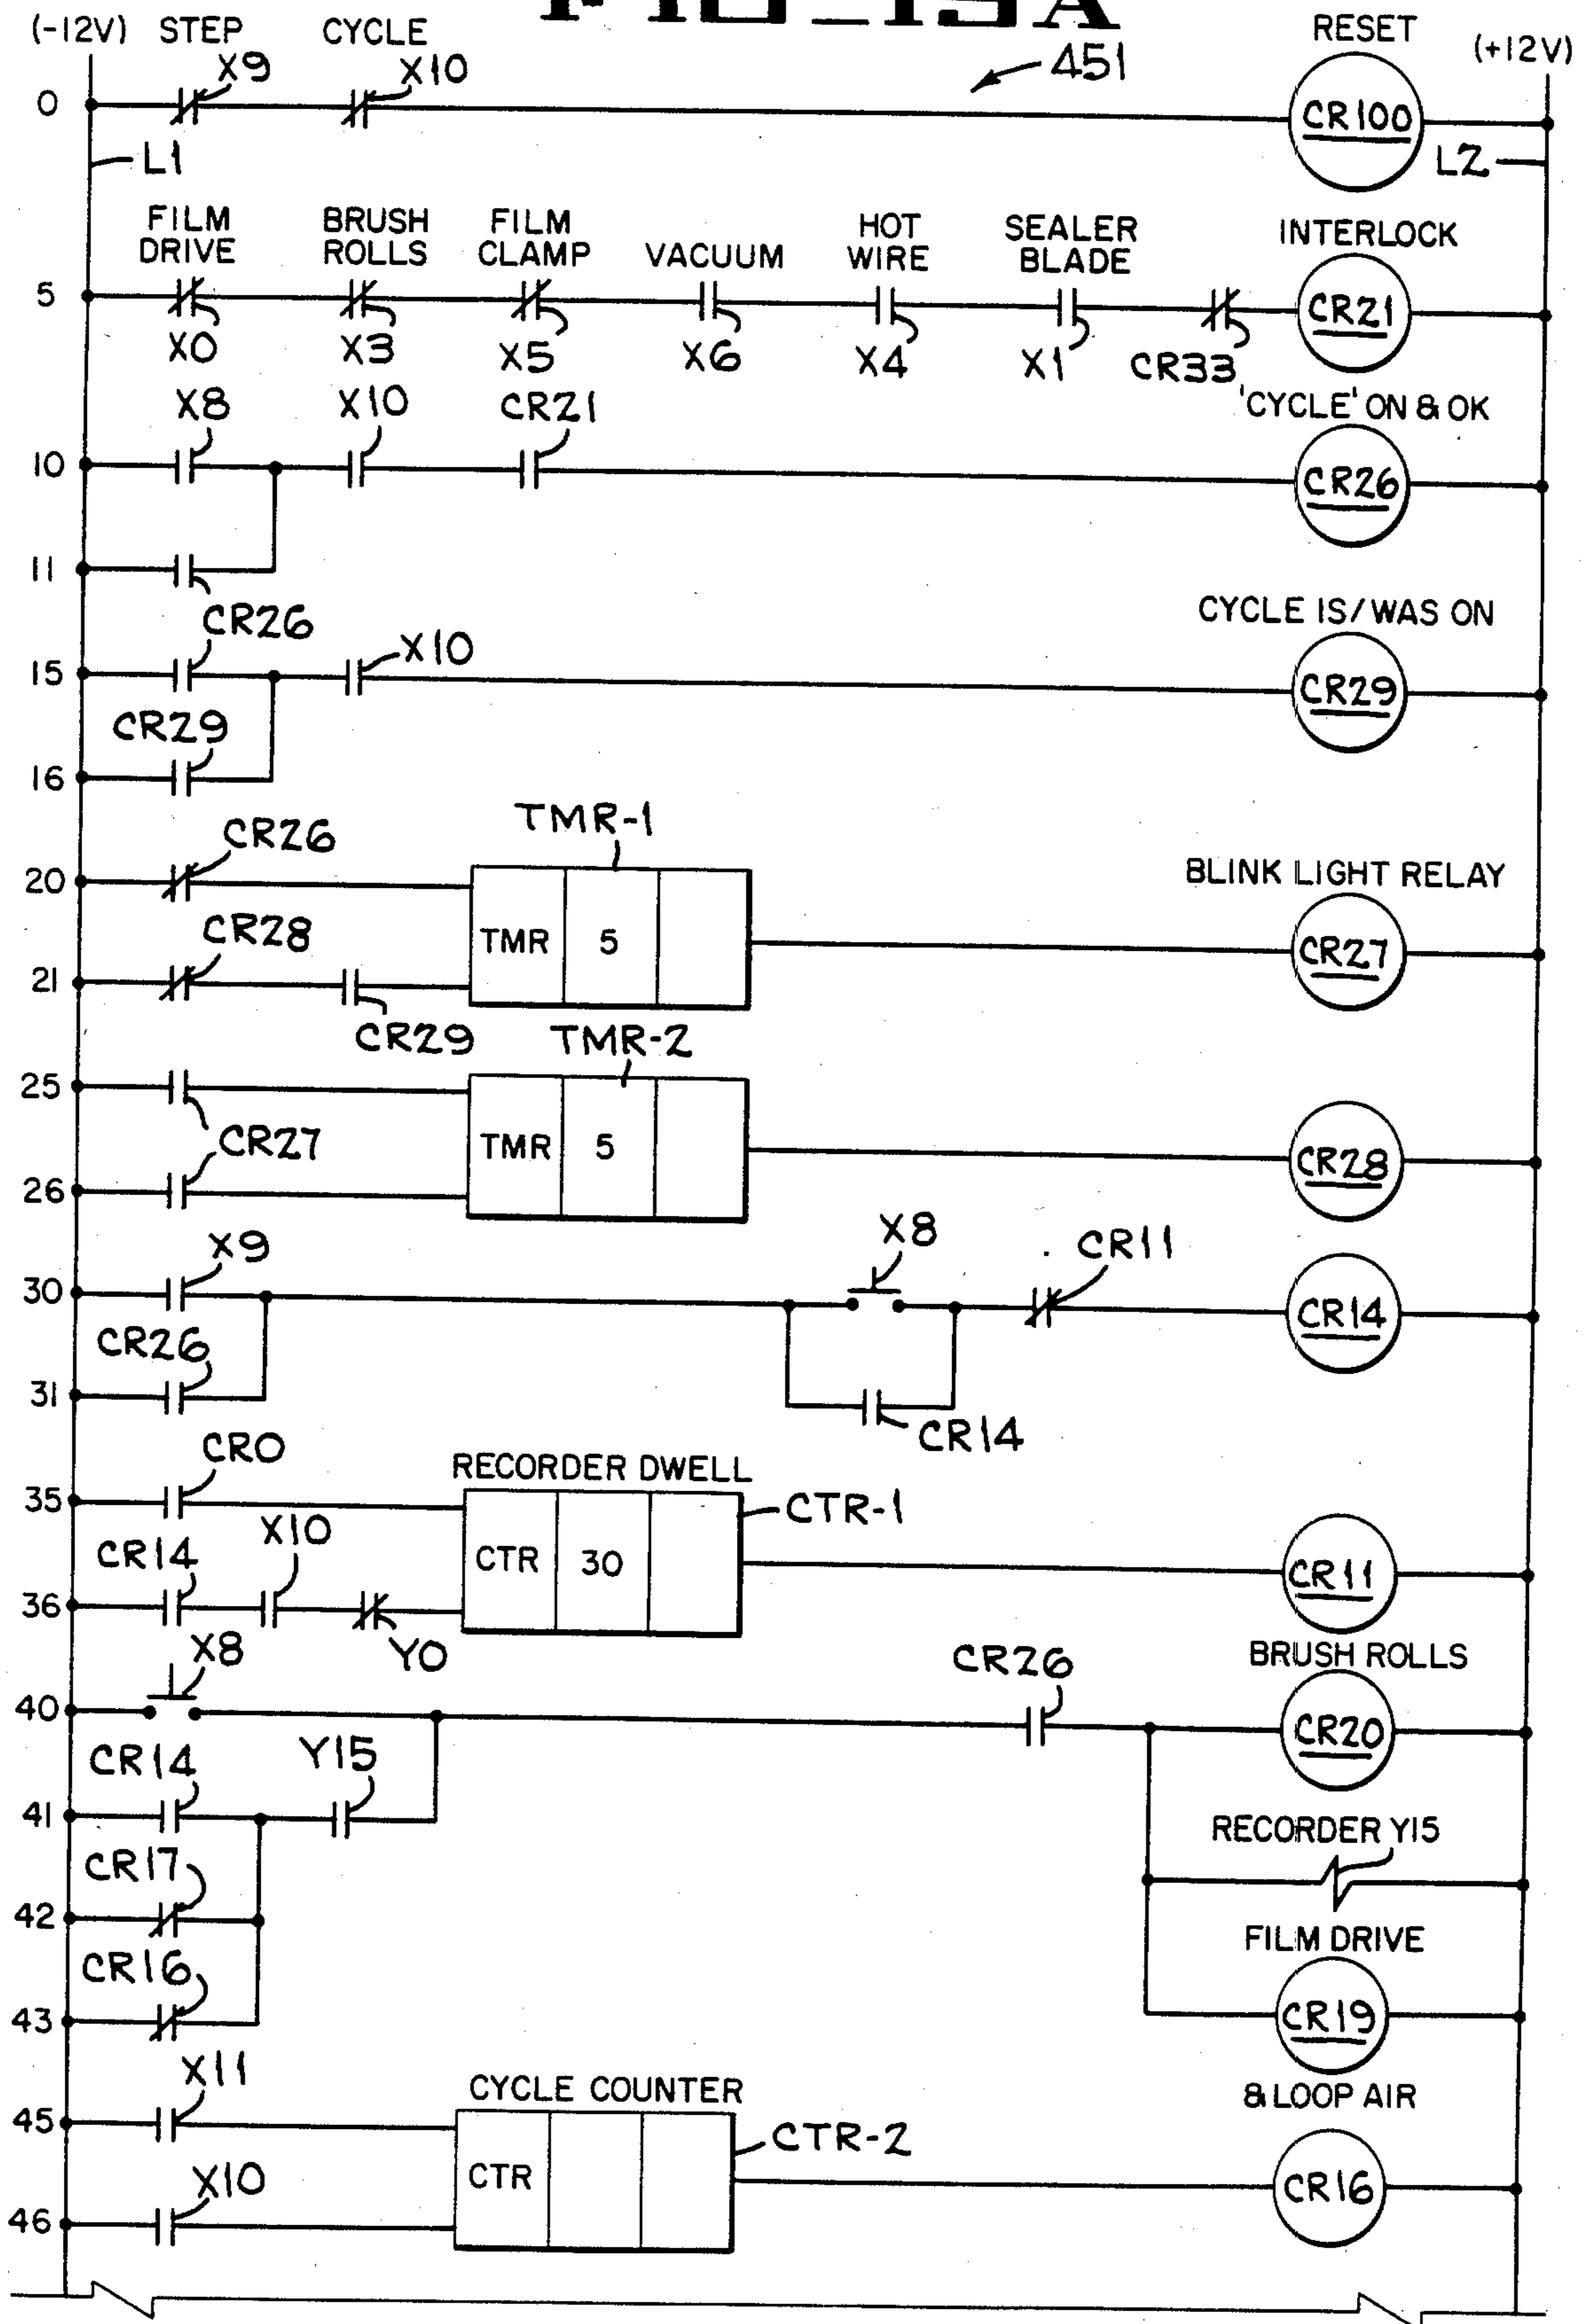 FIG_13A
(-12V) STEP CYCLE RESET (+12V)
X9 X10 451
0 CR100
L1 L2
FILM DRIVE BRUSH ROLLS FILM CLAMP VACUUM HOT WIRE SEALER BLADE INTERLOCK
5 CR21
X0 X3 X5 X6 X4 X1 CR33
X8 X10 CR21 'CYCLE' ON & OK
10 CR26
11
CR26 CYCLE IS/WAS ON
X10
15 CR29
CR29
16
TMR-1
CR26
20 BLINK LIGHT RELAY
CR28 TMR 5 CR27
21
CR29 TMR-2
25
CR27 TMR 5 CR28
26
X9 X8 CR11
30 CR14
CR26
31
CR14
CR0 RECORDER DWELL
35 CTR-1
CR14 X10 CTR 30 CR11
36
X8 Y0 CR26 BRUSH ROLLS
40 CR20
CR14 Y15
41 RECORDER Y15
CR17
42 FILM DRIVE
CR16
43 CR19
X11 CYCLE COUNTER & LOOP AIR
45 CTR-2
X10 CTR CR16
46